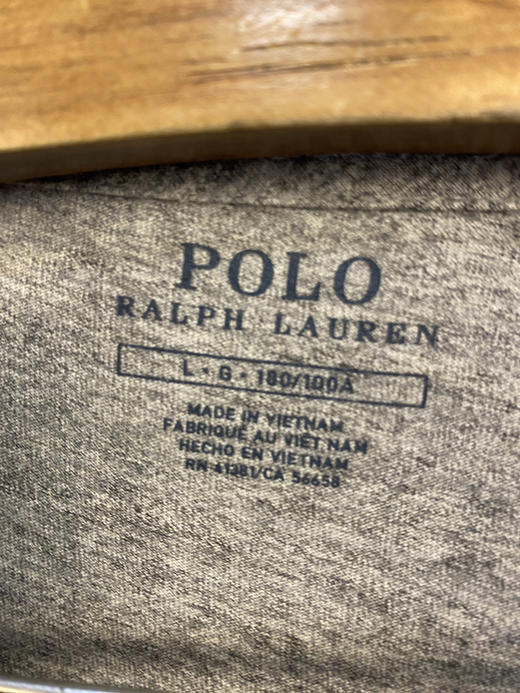 POLO
RALPH LAUREN
L • G • 180/100A
MADE IN VIETNAM
FABRIQUÉ AU VIET NAM
HECHO EN VIETNAM
RN 41381/CA 56658